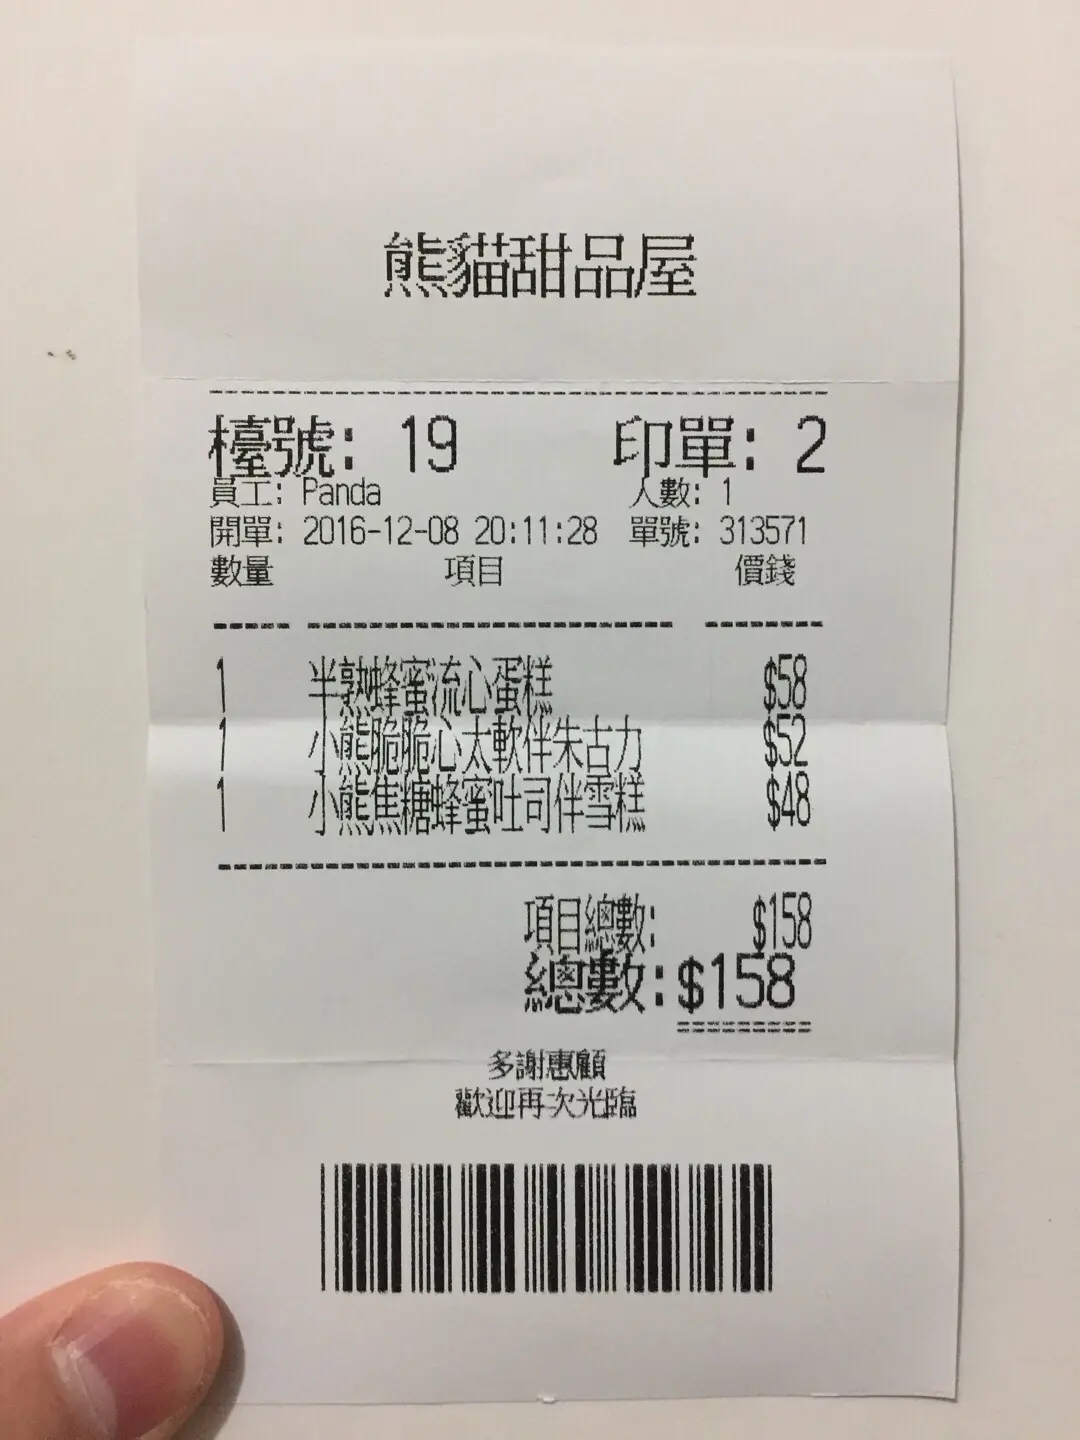 熊貓甜品屋
檯號: 19 印單: 2
員工: Panda 人數: 1
開單: 2016-12-08 20:11:28 單號: 313571
數量 項目 價錢
1 半熟蜂蜜流心蛋糕 $58
1 小熊脆脆心太軟伴朱古力 $52
1 小熊焦糖蜂蜜吐司伴雪糕 $48
項目總數: $158
總數: $158
多謝惠顧
歡迎再次光臨